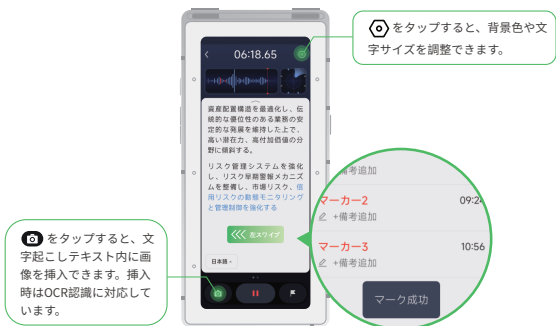 をタップすると、背景色や文
字サイズを調整できます。
06:18.65
資産配置構造を最適化し、伝
統的な優位性のある業務の安
定的な発展を維持した上で、
高い潜在力、高付加価値の分
野に傾斜する。
リスク管理システムを強化
し、リスク早期警報メカニズ
ムを整備し、市場リスク、信
用リスクの動態モニタリング
と管理制御を強化する
左スワイプ
日本語
備考追加
マーカー2
09:24
+備考追加
マーカー3
10:56
+備考追加
マーク成功
をタップすると、文
字起こしテキスト内に画
像を挿入できます。挿入
時はOCR認識に対応して
います。